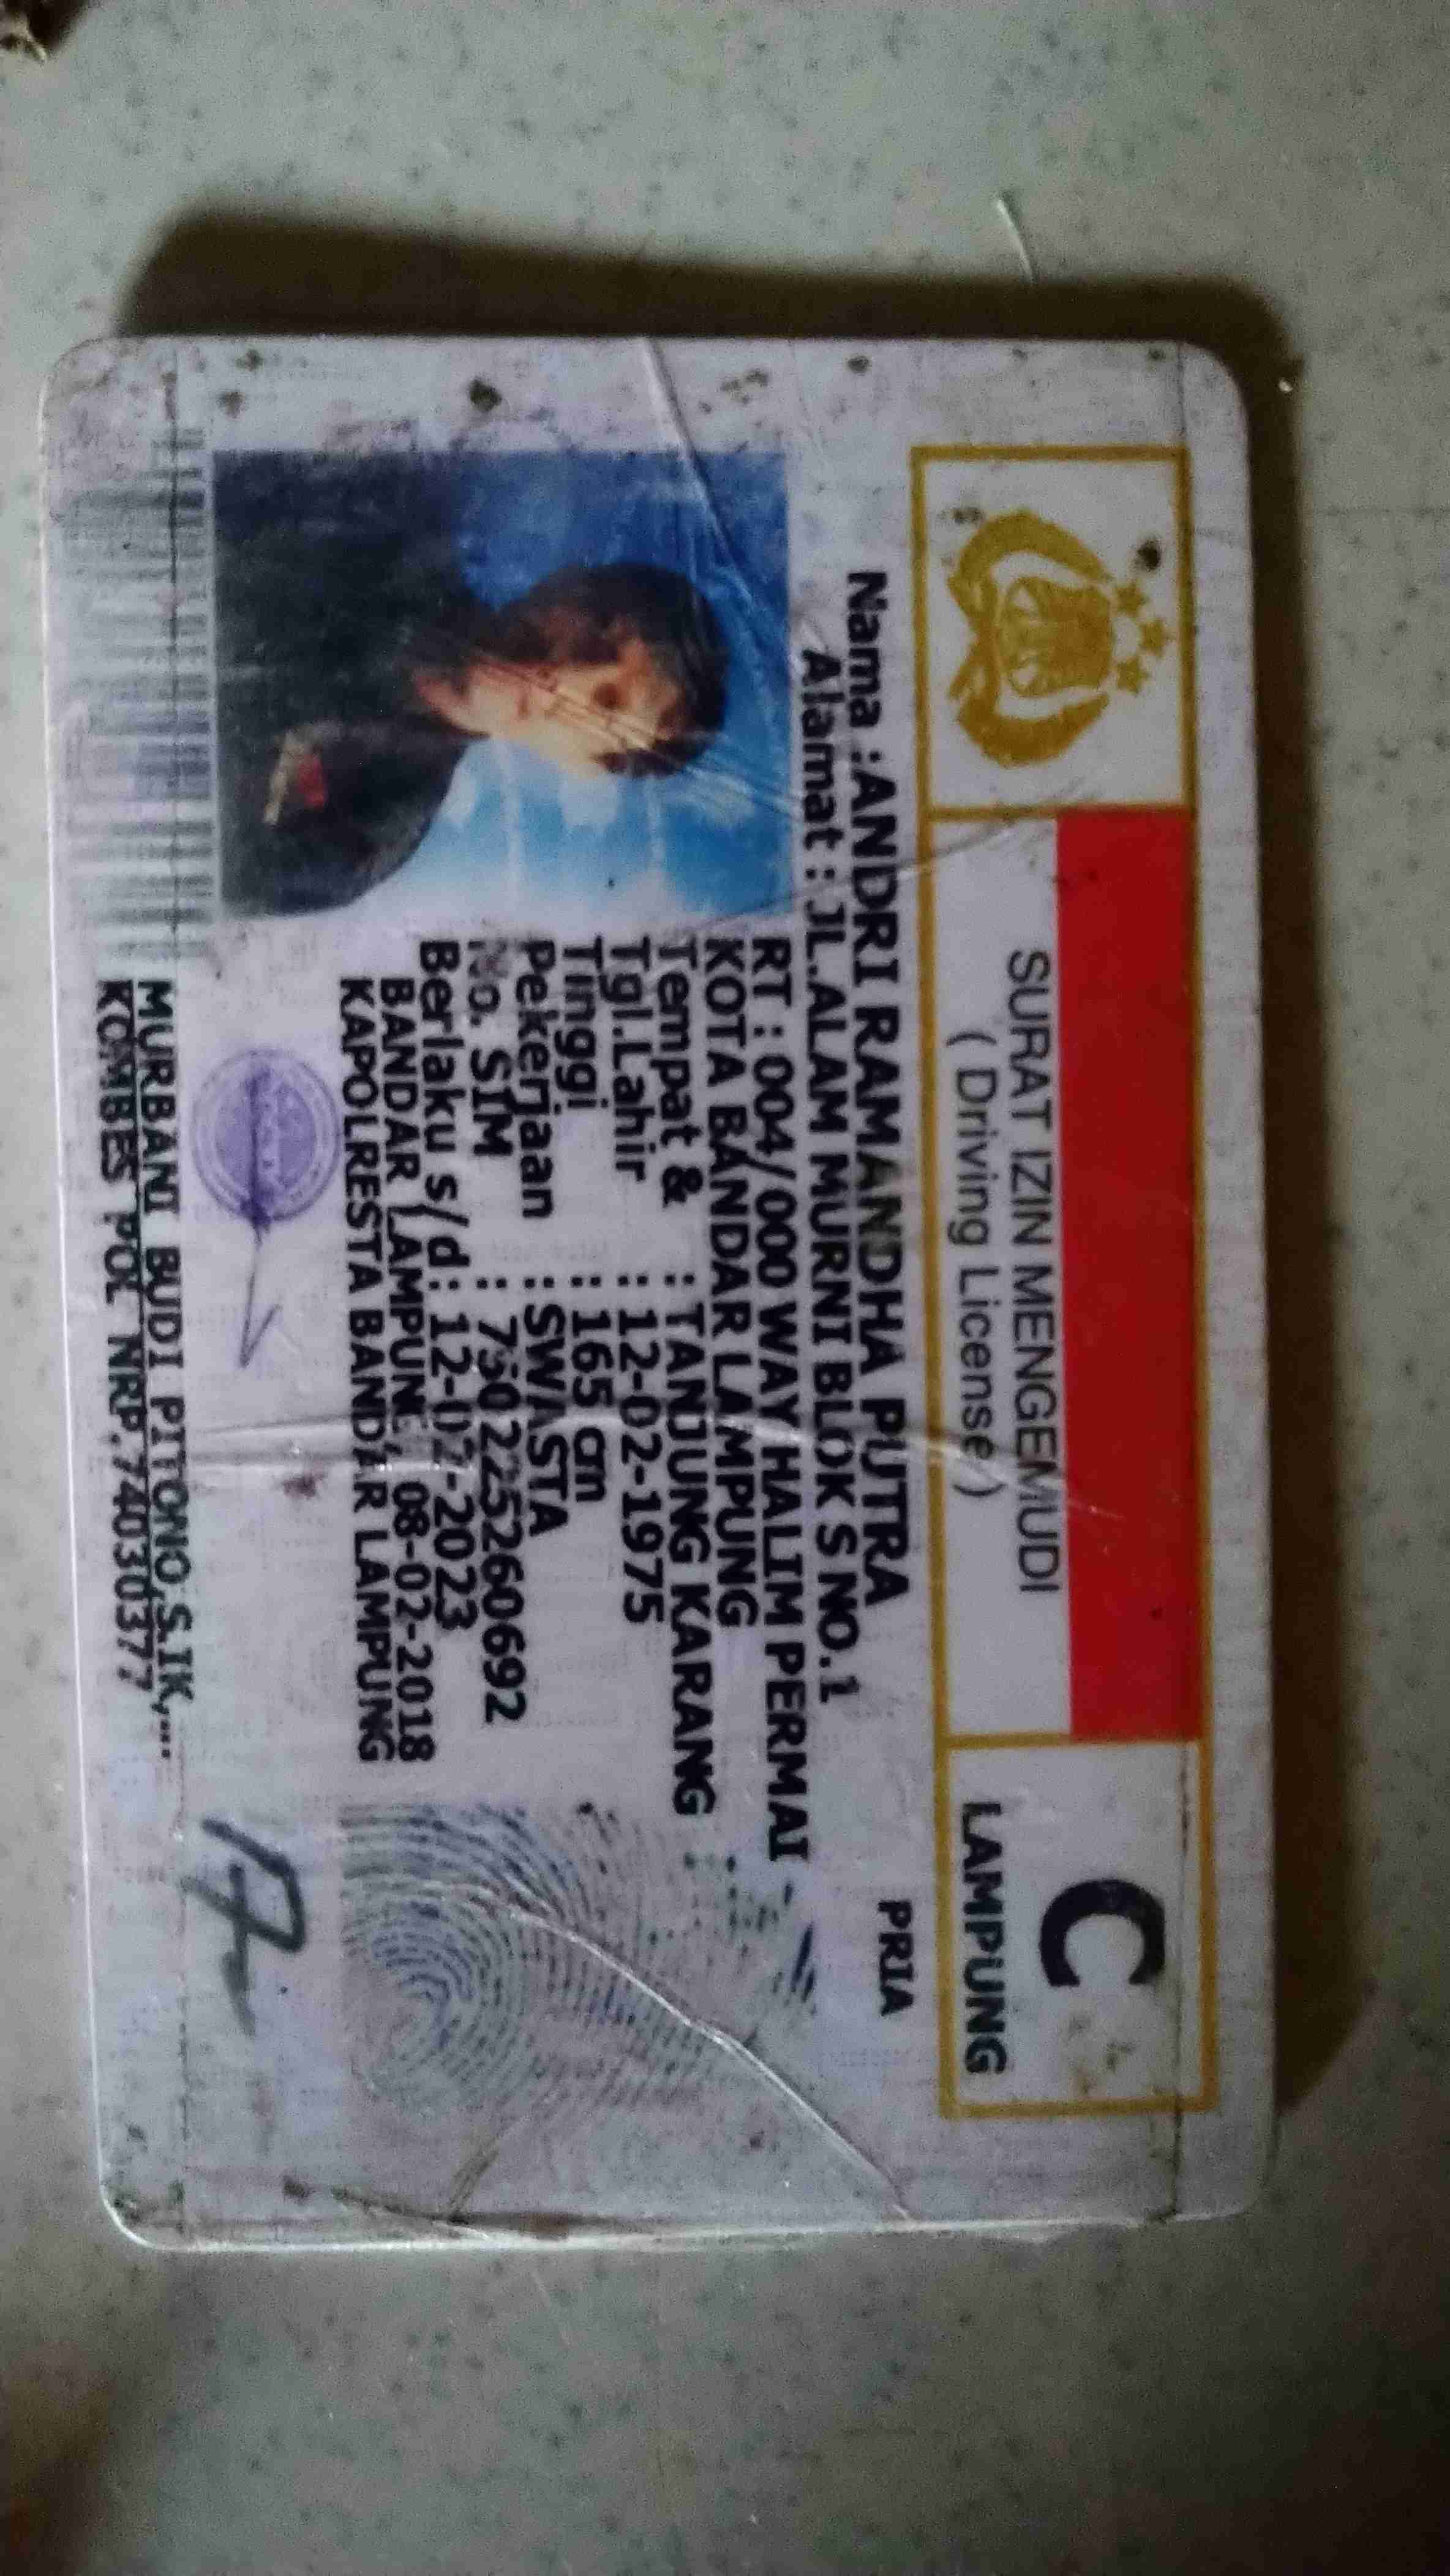 SURAT IZIN MENGEMUDI
( Driving License )
C
LAMPUNG
Nama :ANDRI RAMANDHA PUTRA
PRIA
Alamat : JL.ALAM MURNI BLOK S NO.1
RT : 004/000 WAY HALIM PERMAI
KOTA BANDAR LAMPUNG
Tempat & : TANJUNG KARANG
Tgl.Lahir : 12-02-1975
Tinggi : 165 cm
Pekerjaan : SWASTA
No. SIM : 750225260692
Berlaku s/d : 12-02-2023
BANDAR LAMPUNG, 08-02-2018
KAPOLRESTA BANDAR LAMPUNG
MURBANI BUDI PITONO,S.IK,...
KOMBES POL NRP.74030377